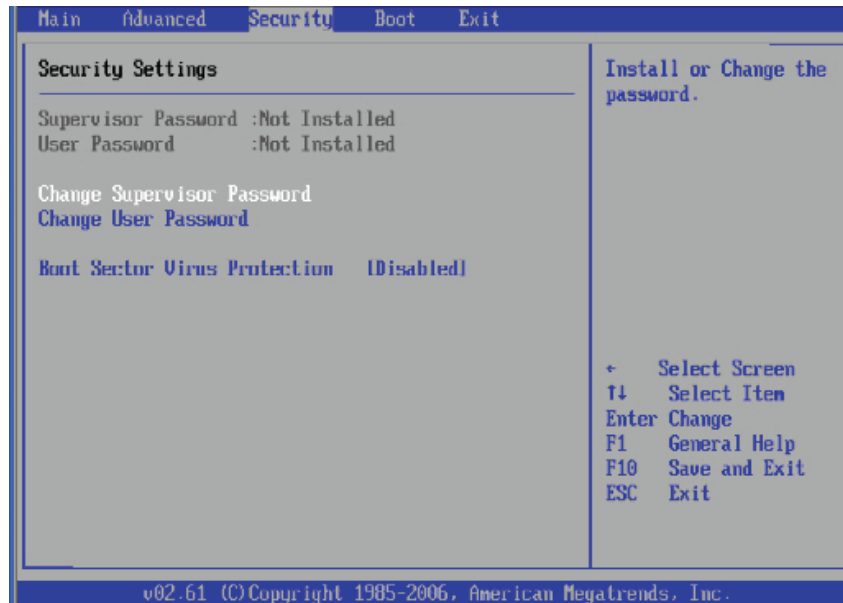 Main Advanced Security Boot Exit
Security Settings
Supervisor Password :Not Installed
User Password :Not Installed
Change Supervisor Password
Change User Password
Boot Sector Virus Protection [Disabled]
Install or Change the
password.
← Select Screen
↑↓ Select Item
Enter Change
F1 General Help
F10 Save and Exit
ESC Exit
v02.61 (C)Copyright 1985-2006, American Megatrends, Inc.